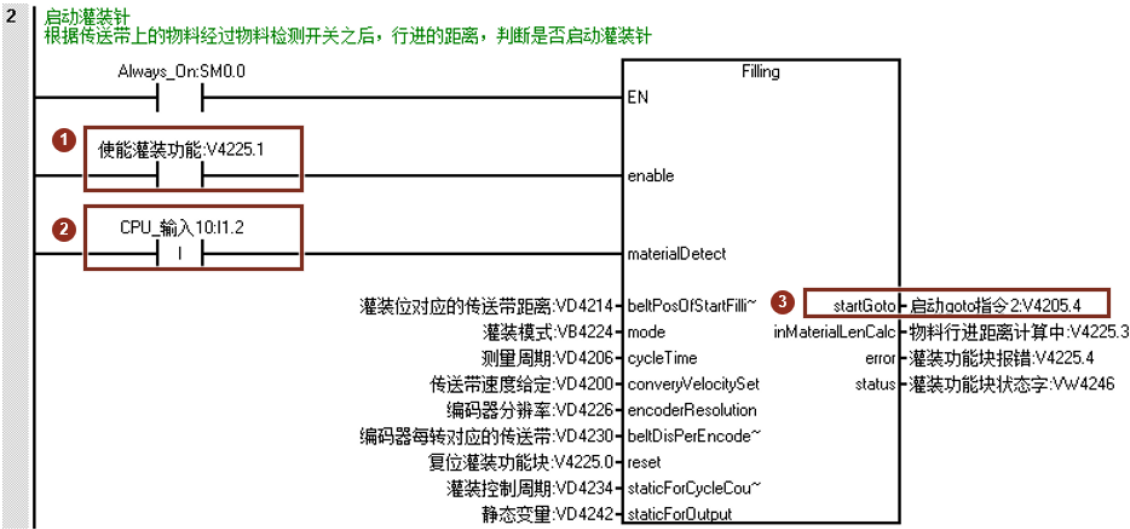 2
启动灌装针
根据传送带上的物料经过物料检测开关之后，行进的距离，判断是否启动灌装针
Always_On:SM0.0
Filling
EN
1
使能灌装功能:V4225.1
enable
2
CPU_输入10:I1.2
I
materialDetect
灌装位对应的传送带距离:VD4214 beltPosOfStartFilli~ 3 startGoto 启动goto指令2:V4205.4
灌装模式:VB4224 mode inMaterialLenCalc 物料行进距离计算中:V4225.3
测量周期:VD4206 cycleTime error 灌装功能块报错:V4225.4
传送带速度给定:VD4200 converyVelocitySet status 灌装功能块状态字:VW4246
编码器分辨率:VD4226 encoderResolution
编码器每转对应的传送带:VD4230 beltDisPerEncode~
复位灌装功能块:V4225.0 reset
灌装控制周期:VD4234 staticForCycleCou~
静态变量:VD4242 staticForOutput